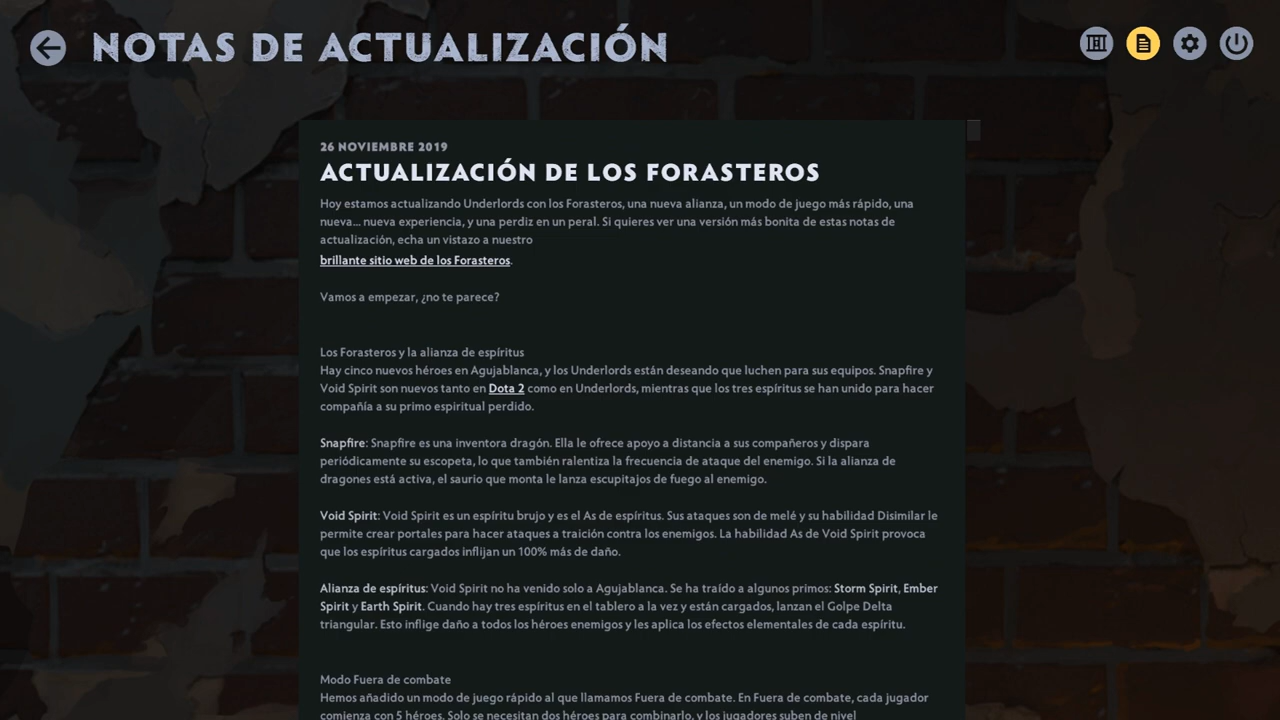 NOTAS DE ACTUALIZACIÓN
26 NOVIEMBRE 2019
ACTUALIZACIÓN DE LOS FORASTEROS
Hoy estamos actualizando Underlords con los Forasteros, una nueva alianza, un modo de juego más rápido, una
nueva... nueva experiencia, y una perdiz en un peral. Si quieres ver una versión más bonita de estas notas de
actualización, echa un vistazo a nuestro
brillante sitio web de los Forasteros.
Vamos a empezar, ¿no te parece?
Los Forasteros y la alianza de espíritus
Hay cinco nuevos héroes en Agujablanca, y los Underlords están deseando que luchen para sus equipos. Snapfire y
Void Spirit son nuevos tanto en Dota 2 como en Underlords, mientras que los tres espíritus se han unido para hacer
compañía a su primo espiritual perdido.
Snapfire: Snapfire es una inventora dragón. Ella le ofrece apoyo a distancia a sus compañeros y dispara
periódicamente su escopeta, lo que también ralentiza la frecuencia de ataque del enemigo. Si la alianza de
dragones está activa, el saurio que monta le lanza escupitajos de fuego al enemigo.
Void Spirit: Void Spirit es un espíritu brujo y es el As de espíritus. Sus ataques son de melé y su habilidad Disimilar le
permite crear portales para hacer ataques a traición contra los enemigos. La habilidad As de Void Spirit provoca
que los espíritus cargados inflijan un 100% más de daño.
Alianza de espíritus: Void Spirit no ha venido solo a Agujablanca. Se ha traído a algunos primos: Storm Spirit, Ember
Spirit y Earth Spirit. Cuando hay tres espíritus en el tablero a la vez y están cargados, lanzan el Golpe Delta
triangular. Esto inflige daño a todos los héroes enemigos y les aplica los efectos elementales de cada espíritu.
Modo Fuera de combate
Hemos añadido un modo de juego rápido al que llamamos Fuera de combate. En Fuera de combate, cada jugador
comienza con 5 héroes. Solo se necesitan dos héroes para combinarlo, y los jugadores suben de nivel